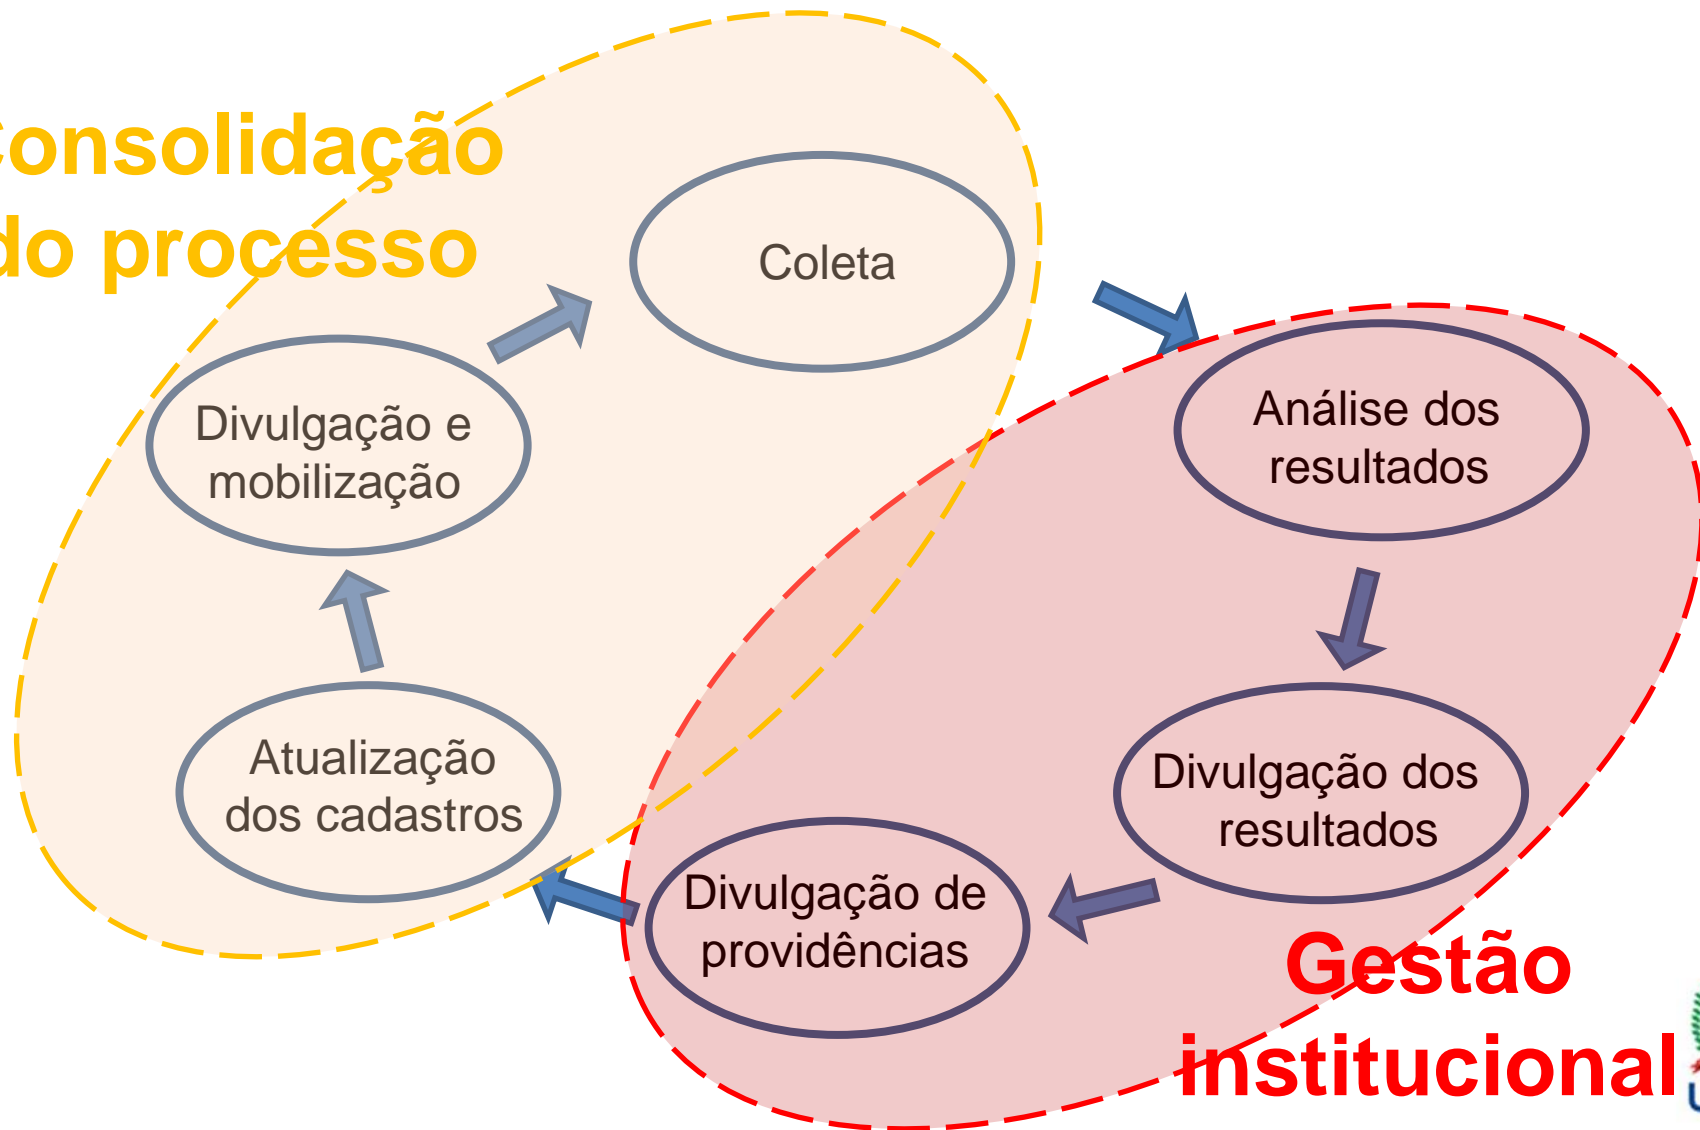 Consolidação
do processo
Coleta
Divulgação e
mobilização
Análise dos
resultados
Atualização
dos cadastros
Divulgação dos
resultados
Divulgação de
providências
Gestão
institucional